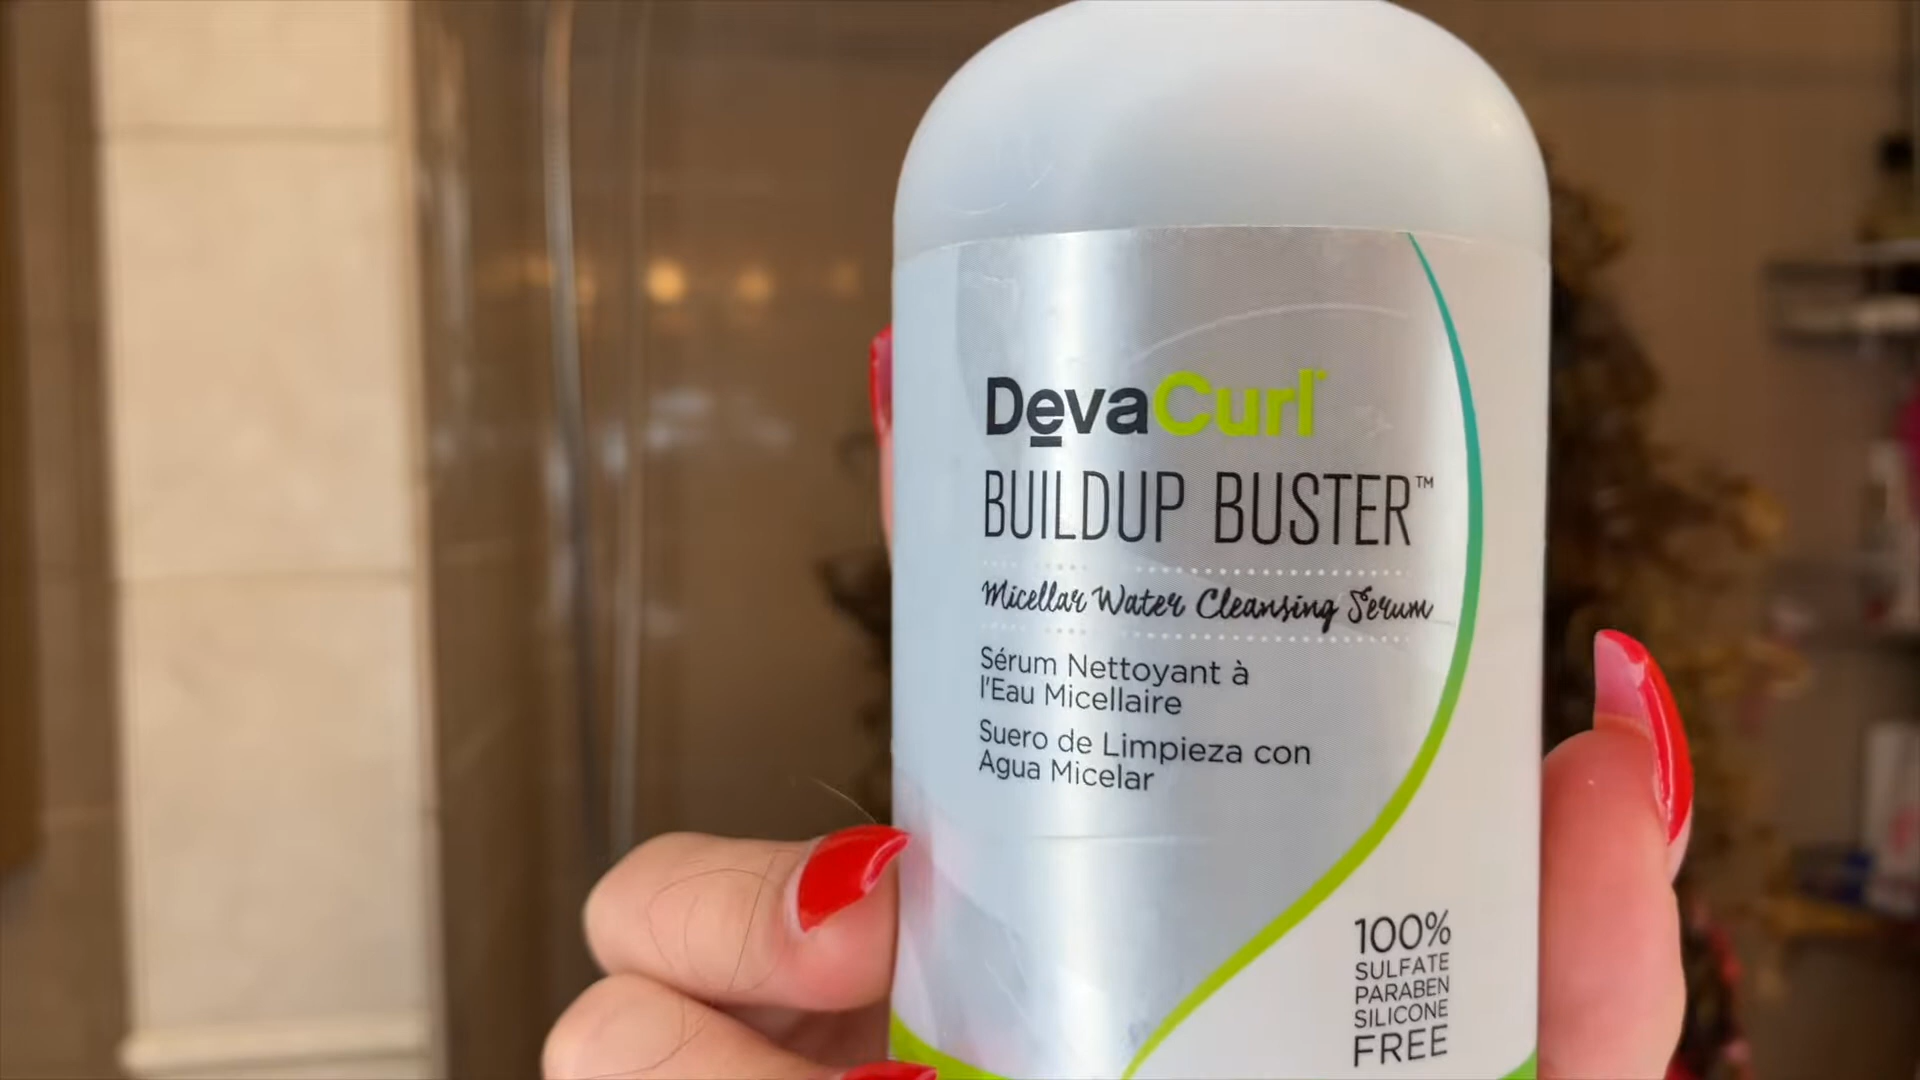 DevaCurl
BUILDUP BUSTER™
Micellar Water Cleansing Serum
Sérum Nettoyant à
l'Eau Micellaire
Suero de Limpieza con
Agua Micelar
100%
SULFATE
PARABEN
SILICONE
FREE